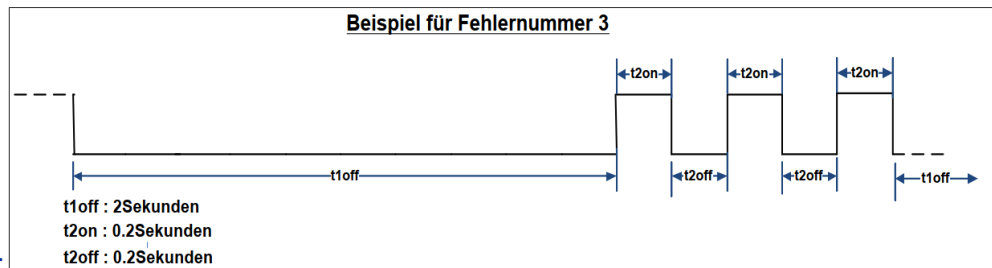 Beispiel für Fehlernummer 3
t2on t2on t2on
t1off t2off t2off t1off
t1off : 2Sekunden
t2on : 0.2Sekunden
t2off : 0.2Sekunden